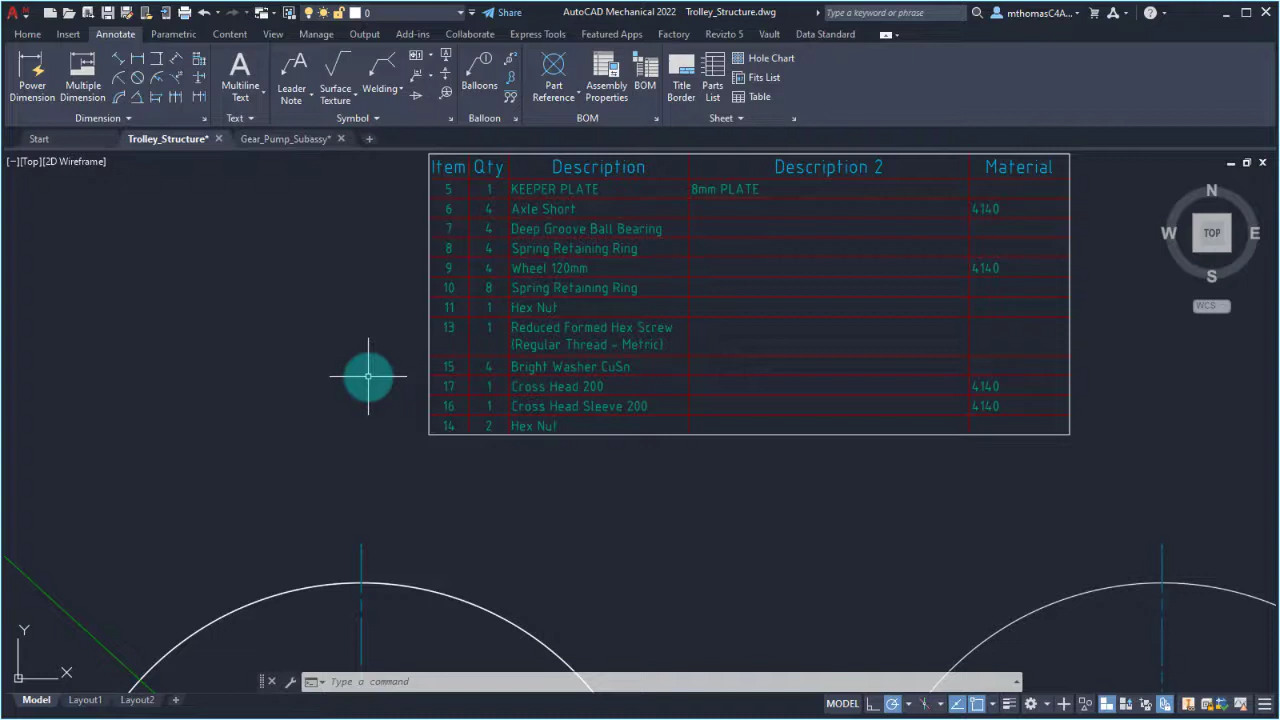 AutoCAD Mechanical 2022 Trolley_Structure.dwg
0
Share
Type a keyword or phrase
mthomasC4A...
Home Insert Annotate Parametric Content View Manage Output Add-ins Collaborate Express Tools Featured Apps Factory Revizto 5 Vault Data Standard
Power Dimension
Multiple Dimension
Dimension
Multiline Text
Text
Leader Note
Surface Texture
Welding
Symbol
Balloons
Balloon
Part Reference
Assembly Properties
BOM
BOM
Title Border
Parts List
Hole Chart
Fits List
Table
Sheet
Start Trolley_Structure* Gear_Pump_Subassy*
[−][Top][2D Wireframe]
Item Qty Description Description 2 Material
5 1 KEEPER PLATE 8mm PLATE
6 4 Axle Short 4140
7 4 Deep Groove Ball Bearing
8 4 Spring Retaining Ring
9 4 Wheel 120mm 4140
10 8 Spring Retaining Ring
11 1 Hex Nut
13 1 Reduced Formed Hex Screw
(Regular Thread - Metric)
15 4 Bright Washer CuSn
17 1 Cross Head 200 4140
16 1 Cross Head Sleeve 200 4140
14 2 Hex Nut
N
W TOP E
S
WCS
Y
X
Type a command
Model Layout1 Layout2
MODEL